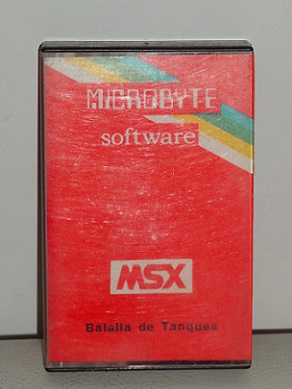 MICROBYTE
software
MSX
Batalla de Tanques